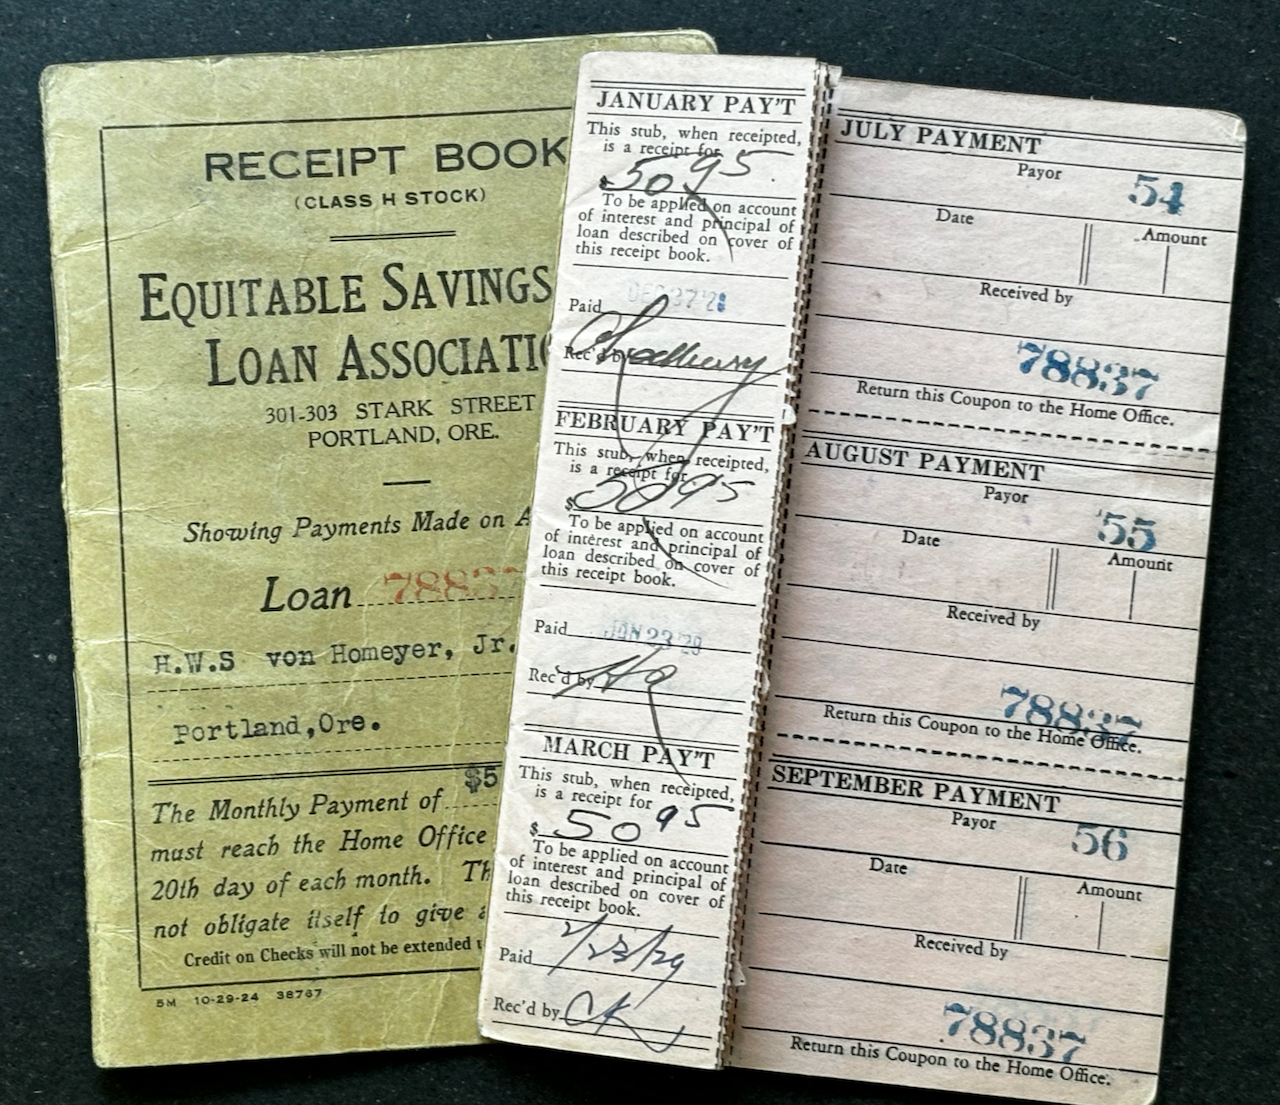 RECEIPT BOOK
(CLASS H STOCK)
EQUITABLE SAVINGS
LOAN ASSOCIATIO
301-303 STARK STREET
PORTLAND, ORE.
Showing Payments Made on A
Loan 78837
H.W.S von Homeyer, Jr.
Portland,Ore.
The Monthly Payment of $5
must reach the Home Office
20th day of each month. Th
not obligate itself to give a
Credit on Checks will not be extended
5M 10-29-24 38767
JANUARY PAY'T
This stub, when receipted,
is a receipt for
$50 95
To be applied on account
of interest and principal of
loan described on cover of
this receipt book.
Paid
Rec'd by
FEBRUARY PAY'T
This stub, when receipted,
is a receipt for
$50 95
To be applied on account
of interest and principal of
loan described on cover of
this receipt book.
Paid JAN 23 '29
Rec'd by
MARCH PAY'T
This stub, when receipted,
is a receipt for
$50 95
To be applied on account
of interest and principal of
loan described on cover of
this receipt book.
Paid 2/23/29
Rec'd by CK
JULY PAYMENT
Payor 54
Date Amount
Received by
78837
Return this Coupon to the Home Office.
AUGUST PAYMENT
Payor 55
Date Amount
Received by
78837
Return this Coupon to the Home Office.
SEPTEMBER PAYMENT
Payor 56
Date Amount
Received by
78837
Return this Coupon to the Home Office.